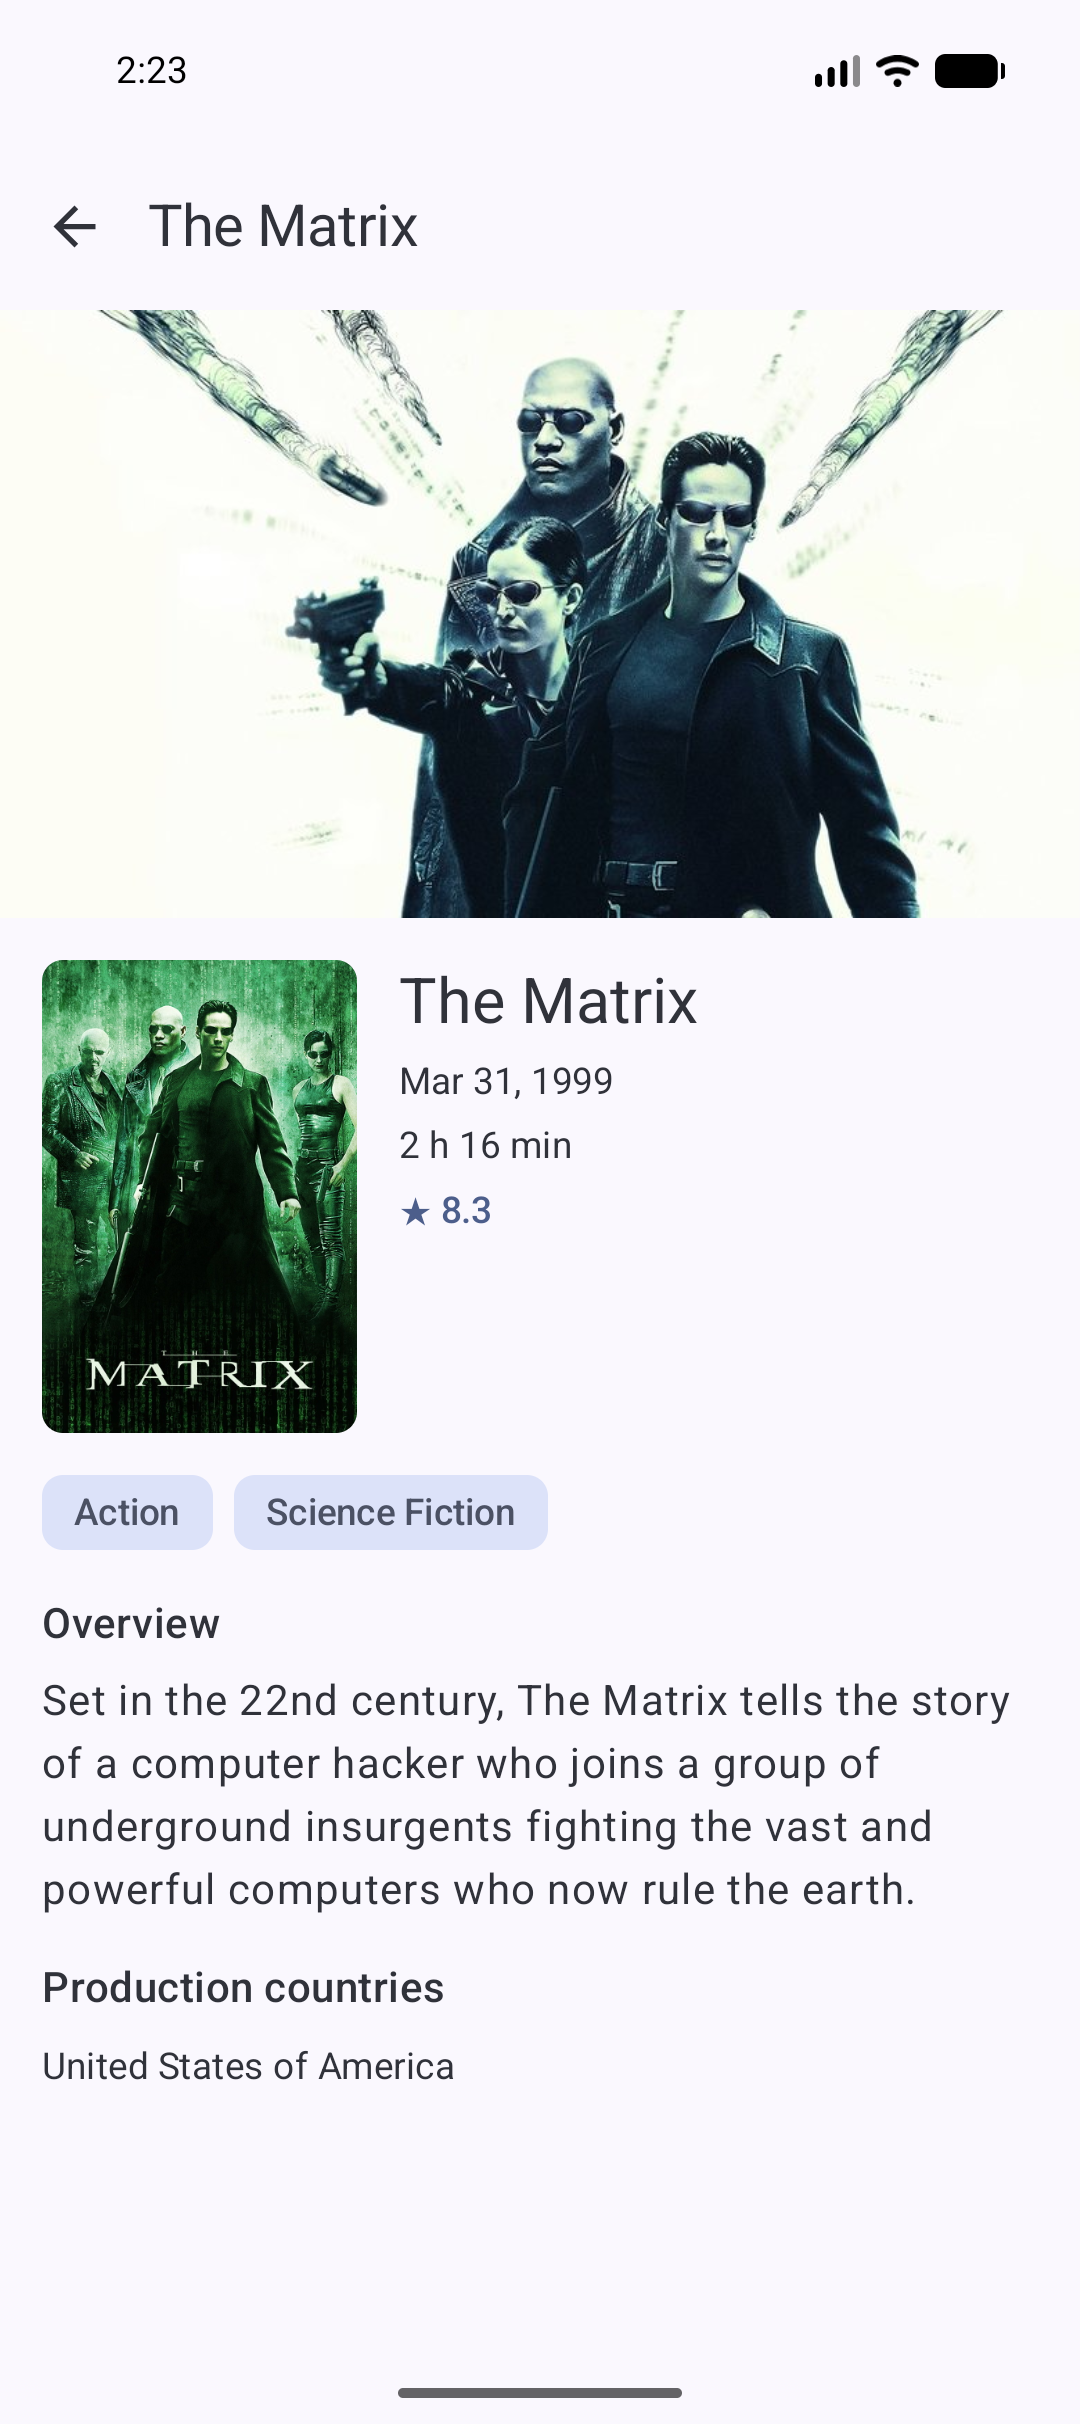 2:23
The Matrix
The Matrix
Mar 31, 1999
2 h 16 min
★ 8.3
THE
MATRIX
Action
Science Fiction
Overview
Set in the 22nd century, The Matrix tells the story
of a computer hacker who joins a group of
underground insurgents fighting the vast and
powerful computers who now rule the earth.
Production countries
United States of America